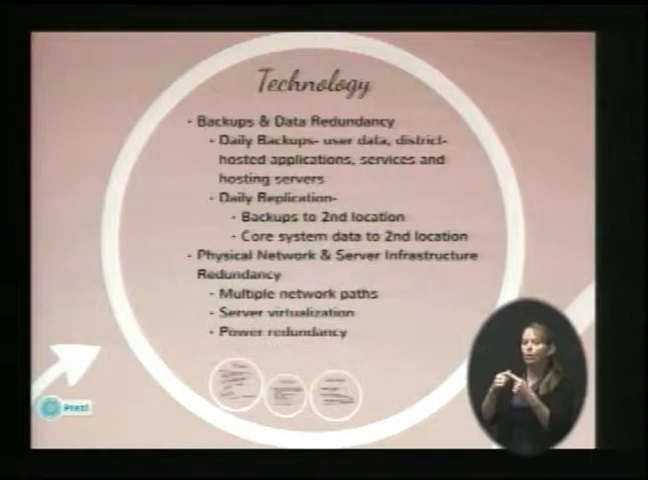 Technology
- Backups & Data Redundancy
- Daily Backups- user data, district-
hosted applications, services and
hosting servers
- Daily Replication-
- Backups to 2nd location
- Core system data to 2nd location
- Physical Network & Server Infrastructure
Redundancy
- Multiple network paths
- Server virtualization
- Power redundancy
Prezi